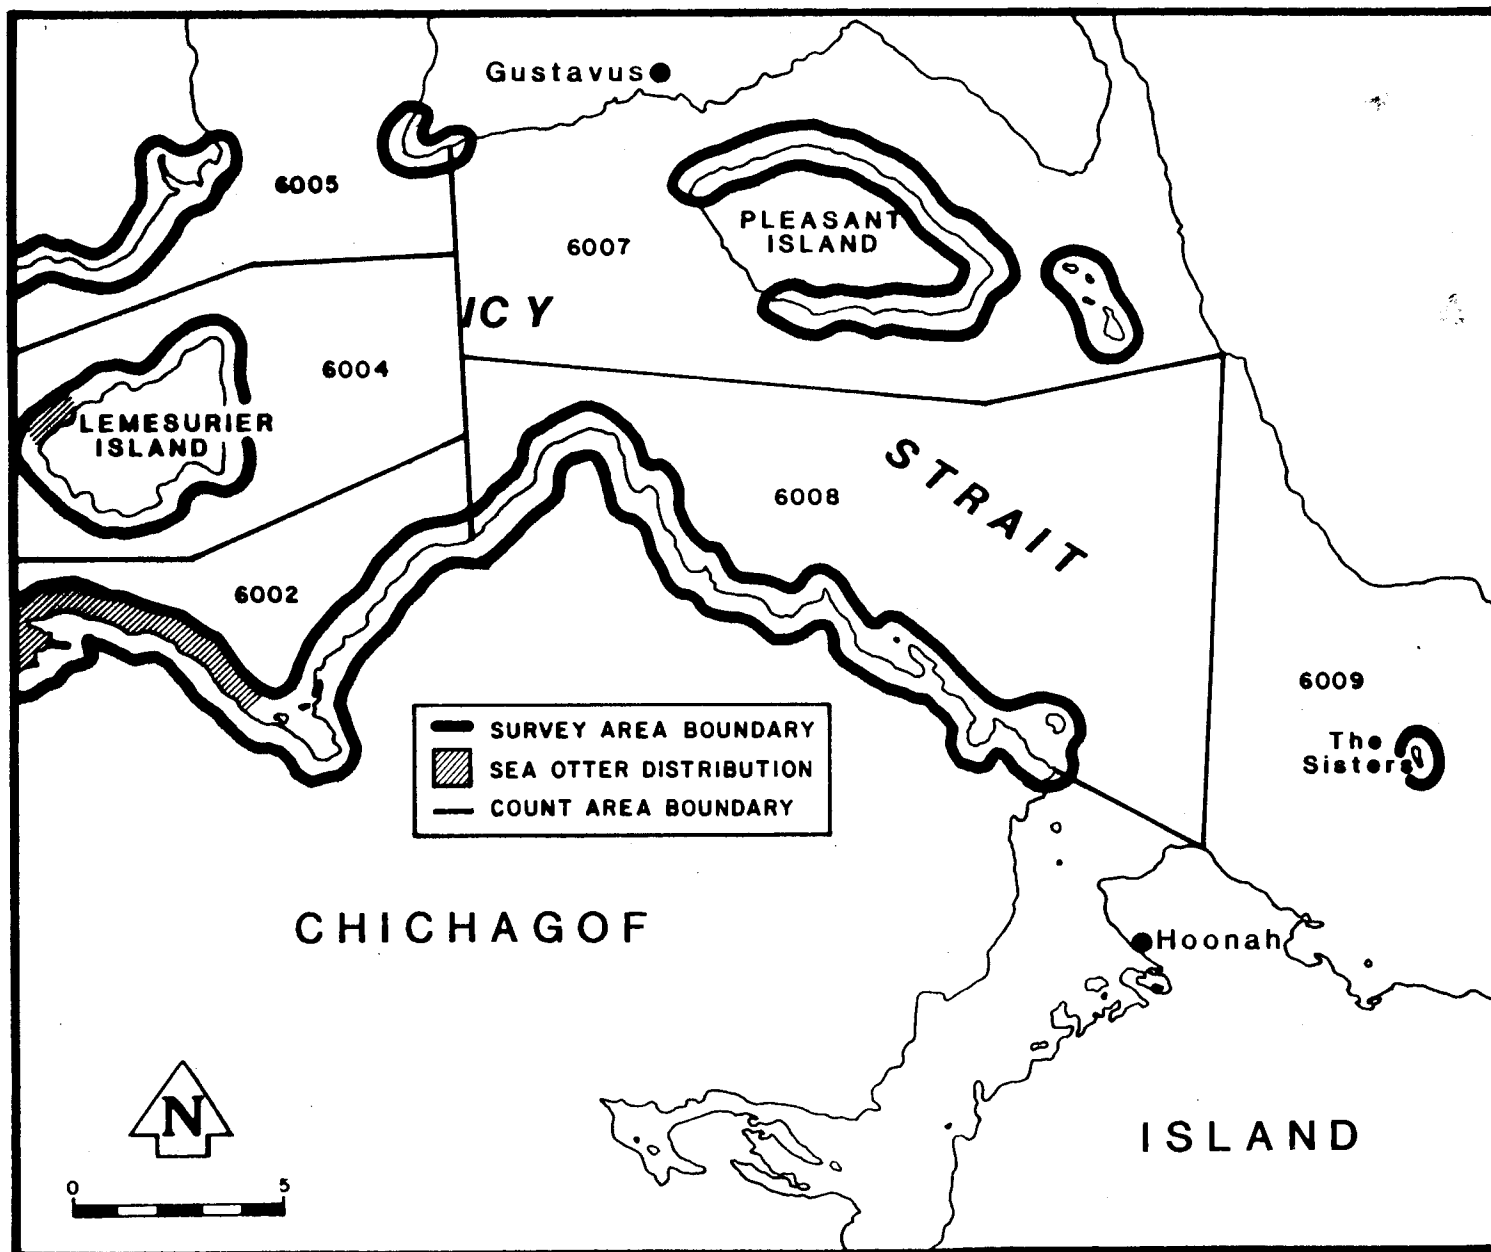 Gustavus
6005
PLEASANT
ISLAND
6007
ICY
6004
LEMESURIER
ISLAND
STRAIT
6008
6002
6009
SURVEY AREA BOUNDARY
SEA OTTER DISTRIBUTION
COUNT AREA BOUNDARY
The
Sisters
CHICHAGOF
Hoonah
N
ISLAND
0 5